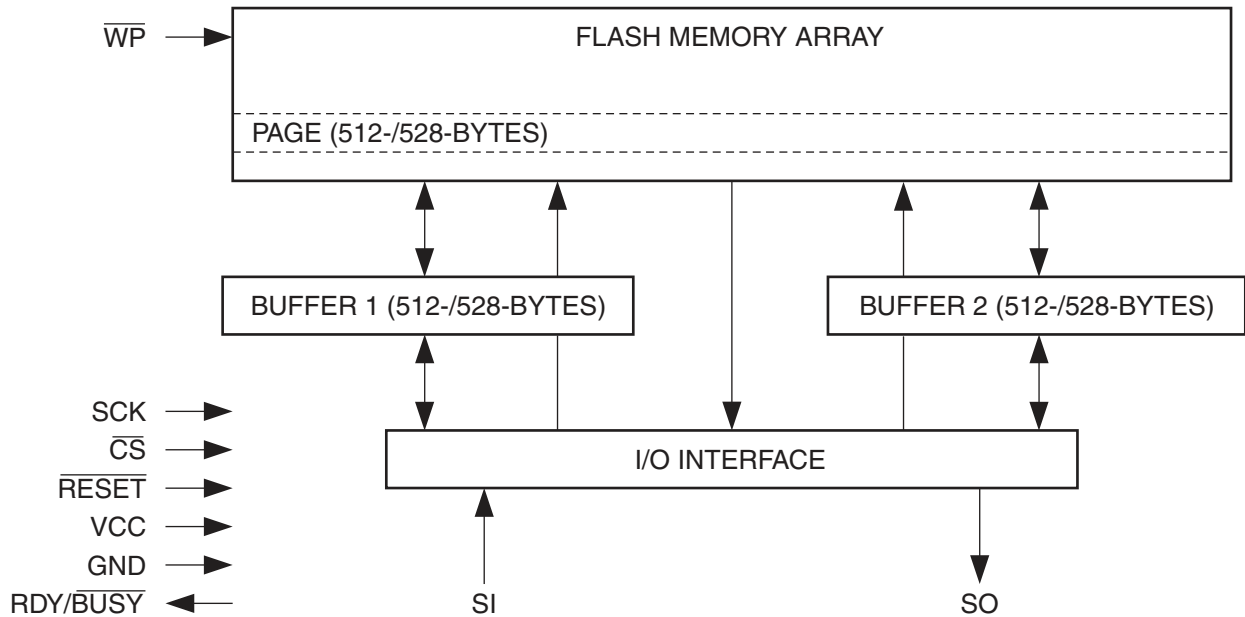 WP
FLASH MEMORY ARRAY
PAGE (512-/528-BYTES)
BUFFER 1 (512-/528-BYTES)
BUFFER 2 (512-/528-BYTES)
SCK
CS
I/O INTERFACE
RESET
VCC
GND
RDY/BUSY
SI
SO